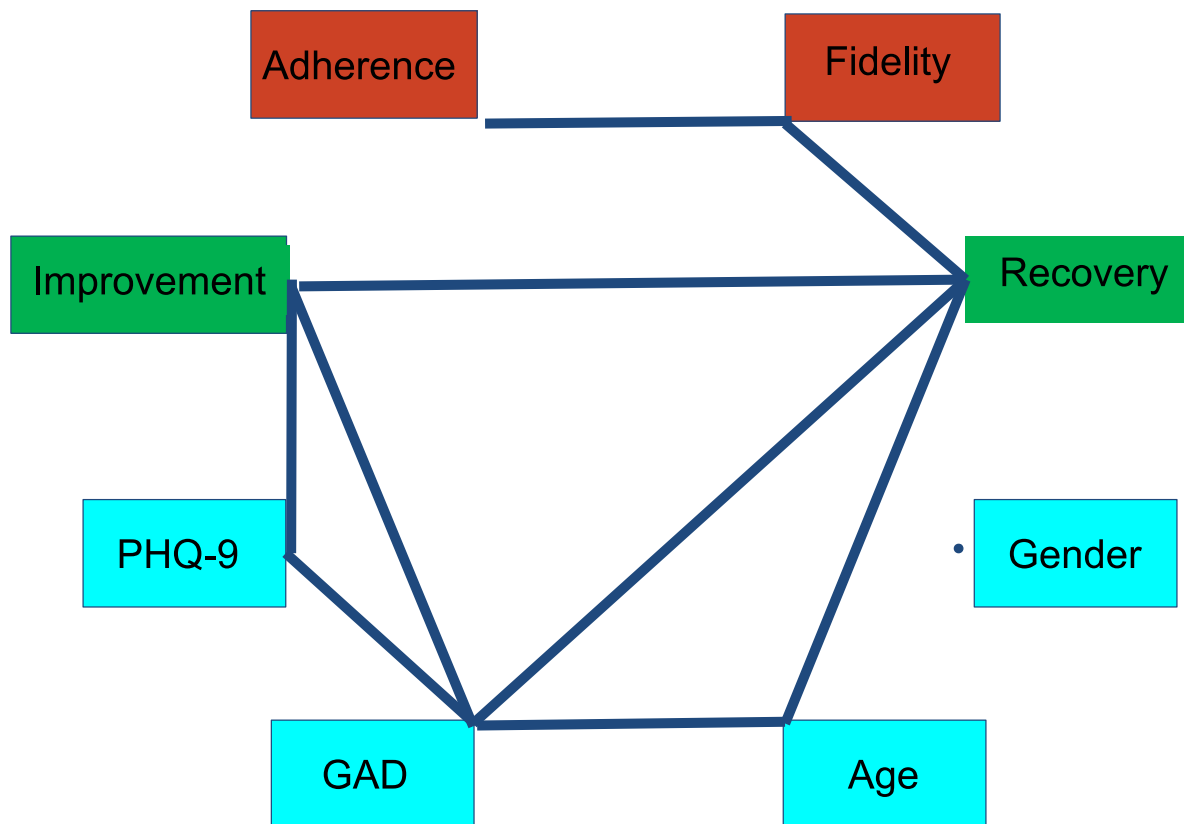 Adherence
Fidelity
Improvement
Recovery
PHQ-9
Gender
GAD
Age